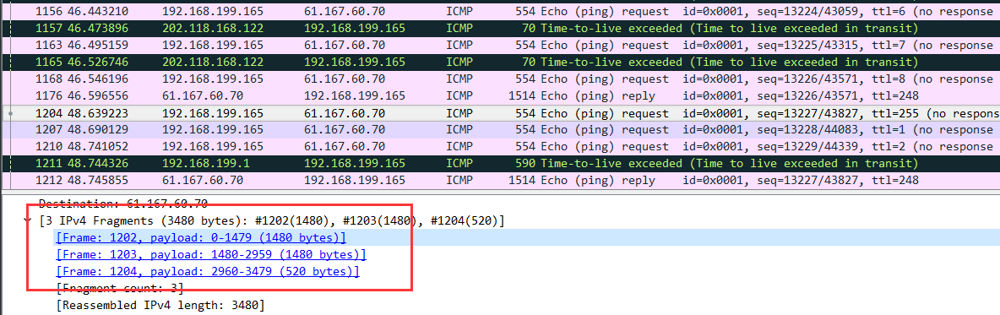 1156 46.443210 192.168.199.165 61.167.60.70 ICMP 554 Echo (ping) request id=0x0001, seq=13224/43059, ttl=6 (no response
1157 46.473896 202.118.168.122 192.168.199.165 ICMP 70 Time-to-live exceeded (Time to live exceeded in transit)
1163 46.495159 192.168.199.165 61.167.60.70 ICMP 554 Echo (ping) request id=0x0001, seq=13225/43315, ttl=7 (no response
1165 46.526746 202.118.168.122 192.168.199.165 ICMP 70 Time-to-live exceeded (Time to live exceeded in transit)
1168 46.546196 192.168.199.165 61.167.60.70 ICMP 554 Echo (ping) request id=0x0001, seq=13226/43571, ttl=8 (no response
1176 46.596556 61.167.60.70 192.168.199.165 ICMP 1514 Echo (ping) reply id=0x0001, seq=13226/43571, ttl=248
1204 48.639223 192.168.199.165 61.167.60.70 ICMP 554 Echo (ping) request id=0x0001, seq=13227/43827, ttl=255 (no respons
1207 48.690129 192.168.199.165 61.167.60.70 ICMP 554 Echo (ping) request id=0x0001, seq=13228/44083, ttl=1 (no response
1210 48.741052 192.168.199.165 61.167.60.70 ICMP 554 Echo (ping) request id=0x0001, seq=13229/44339, ttl=2 (no response
1211 48.744326 192.168.199.1 192.168.199.165 ICMP 590 Time-to-live exceeded (Time to live exceeded in transit)
1212 48.745855 61.167.60.70 192.168.199.165 ICMP 1514 Echo (ping) reply id=0x0001, seq=13227/43827, ttl=248
Destination: 61.167.60.70
[3 IPv4 Fragments (3480 bytes): #1202(1480), #1203(1480), #1204(520)]
[Frame: 1202, payload: 0-1479 (1480 bytes)]
[Frame: 1203, payload: 1480-2959 (1480 bytes)]
[Frame: 1204, payload: 2960-3479 (520 bytes)]
[Fragment count: 3]
[Reassembled IPv4 length: 3480]